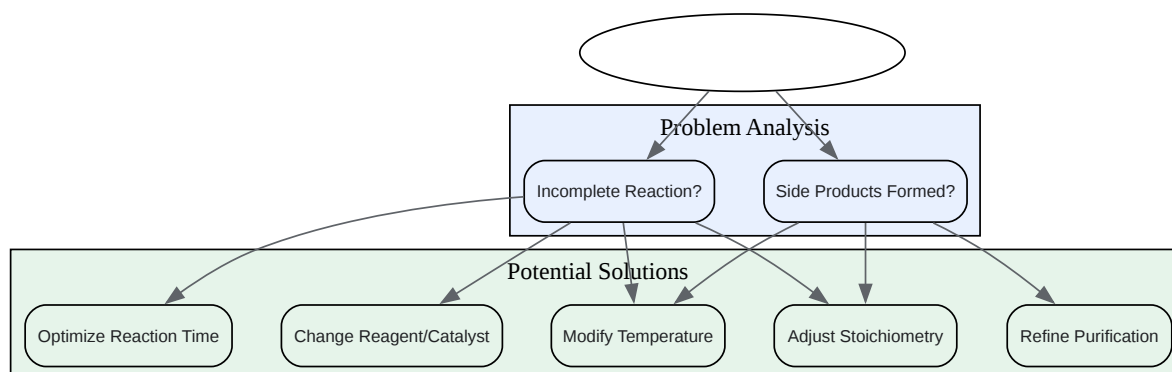 Problem Analysis
Incomplete Reaction?
Side Products Formed?
Potential Solutions
Optimize Reaction Time
Change Reagent/Catalyst
Modify Temperature
Adjust Stoichiometry
Refine Purification